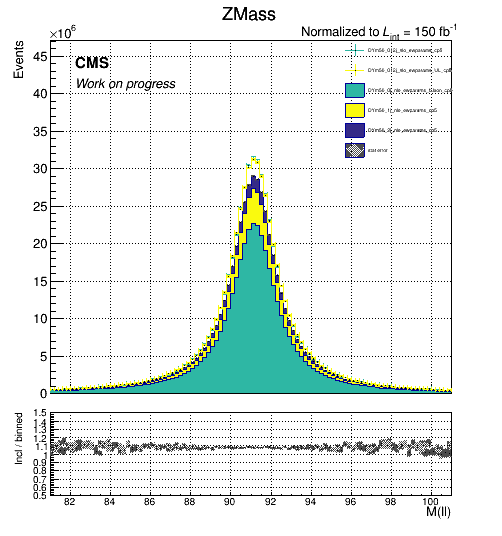 ZMass
Normalized to Lint = 150 fb-1
×10^6
Events
CMS
Work on progress
stat error
45
40
35
30
25
20
15
10
5
0
Incl / binned
1.5
1.4
1.3
1.2
1.1
1
0.9
0.8
0.7
0.6
0.5
82 84 86 88 90 92 94 96 98 100
M(ll)